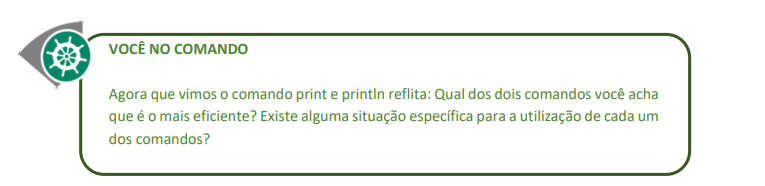 VOCÊ NO COMANDO
Agora que vimos o comando print e println reflita: Qual dos dois comandos você acha
que é o mais eficiente? Existe alguma situação específica para a utilização de cada um
dos comandos?